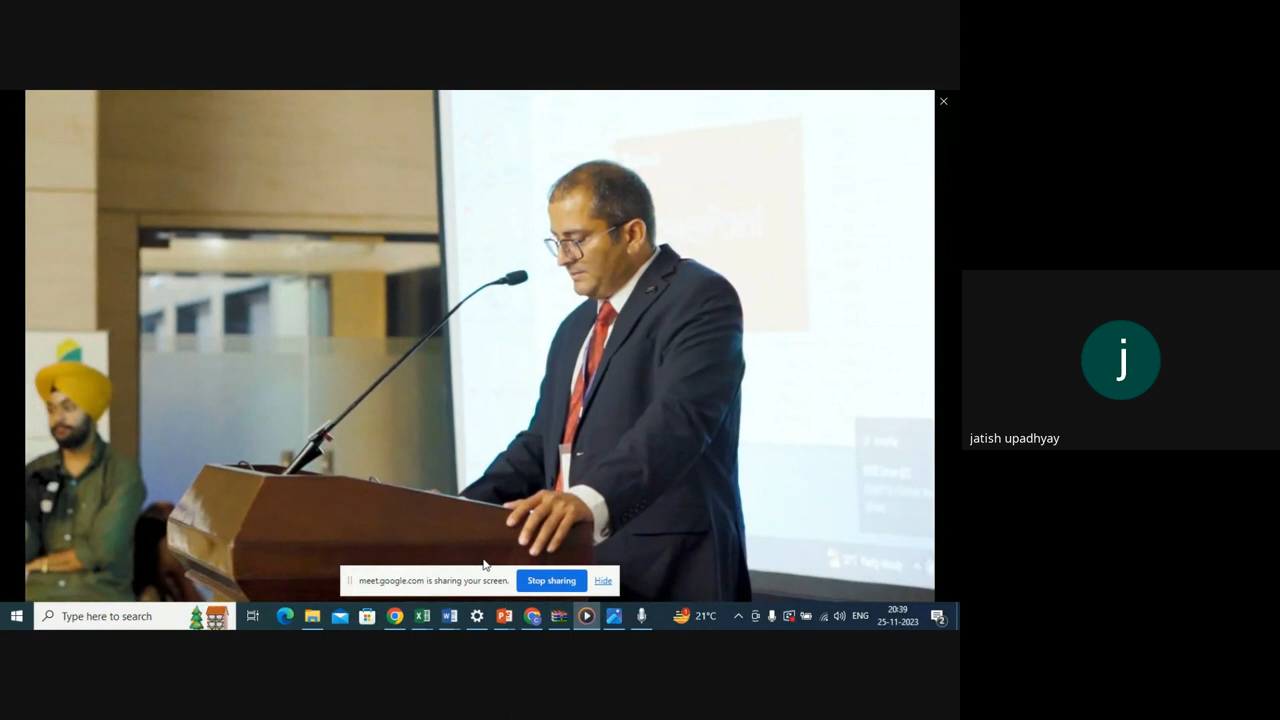 j
jatish upadhyay
meet.google.com is sharing your screen.
Stop sharing
Hide
Type here to search
21°C
ENG
20:39
25-11-2023
2